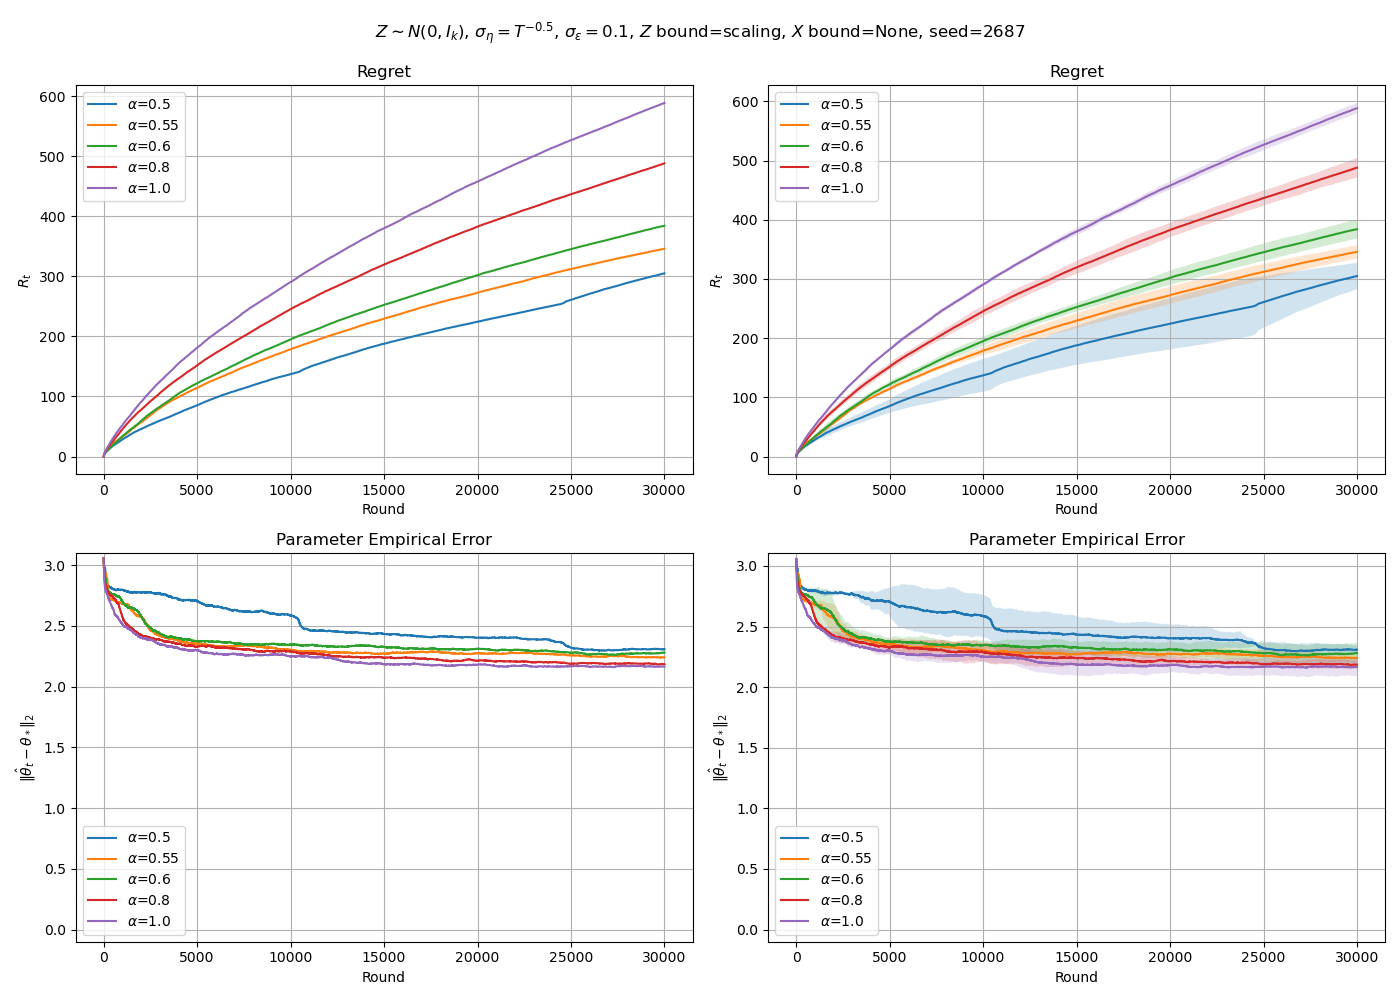 Z ~ N(0, I_k), σ_η = T^{−0.5}, σ_ε = 0.1, Z bound=scaling, X bound=None, seed=2687
Regret
Regret
α=0.5
α=0.55
α=0.6
α=0.8
α=1.0
α=0.5
α=0.55
α=0.6
α=0.8
α=1.0
600
500
400
300
200
100
0
R_t
600
500
400
300
200
100
0
R_t
0 5000 10000 15000 20000 25000 30000
Round
0 5000 10000 15000 20000 25000 30000
Round
Parameter Empirical Error
Parameter Empirical Error
3.0
2.5
2.0
1.5
1.0
0.5
0.0
‖θ̂_t − θ_*‖_2
3.0
2.5
2.0
1.5
1.0
0.5
0.0
‖θ̂_t − θ_*‖_2
α=0.5
α=0.55
α=0.6
α=0.8
α=1.0
α=0.5
α=0.55
α=0.6
α=0.8
α=1.0
0 5000 10000 15000 20000 25000 30000
Round
0 5000 10000 15000 20000 25000 30000
Round